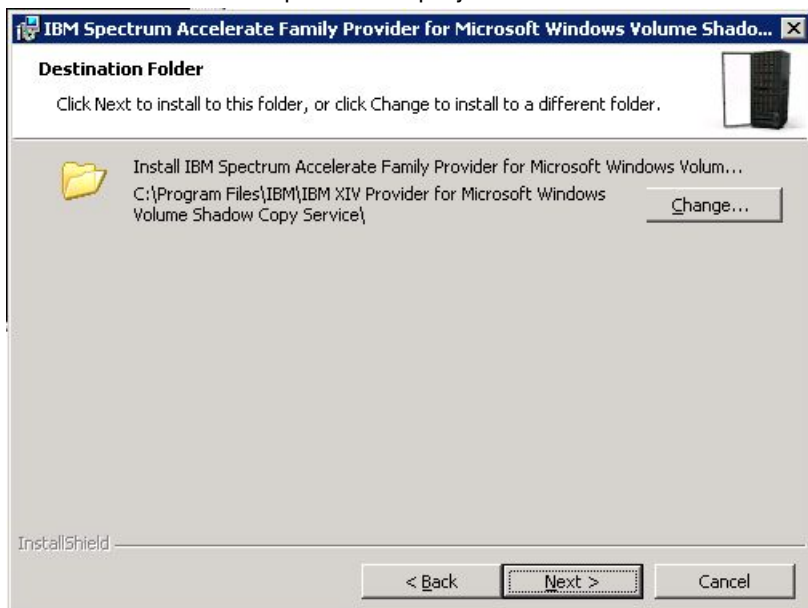 IBM Spectrum Accelerate Family Provider for Microsoft Windows Volume Shado...
Destination Folder
Click Next to install to this folder, or click Change to install to a different folder.
Install IBM Spectrum Accelerate Family Provider for Microsoft Windows Volum...
C:\Program Files\IBM\IBM XIV Provider for Microsoft Windows
Volume Shadow Copy Service\
Change...
InstallShield
< Back
Next >
Cancel